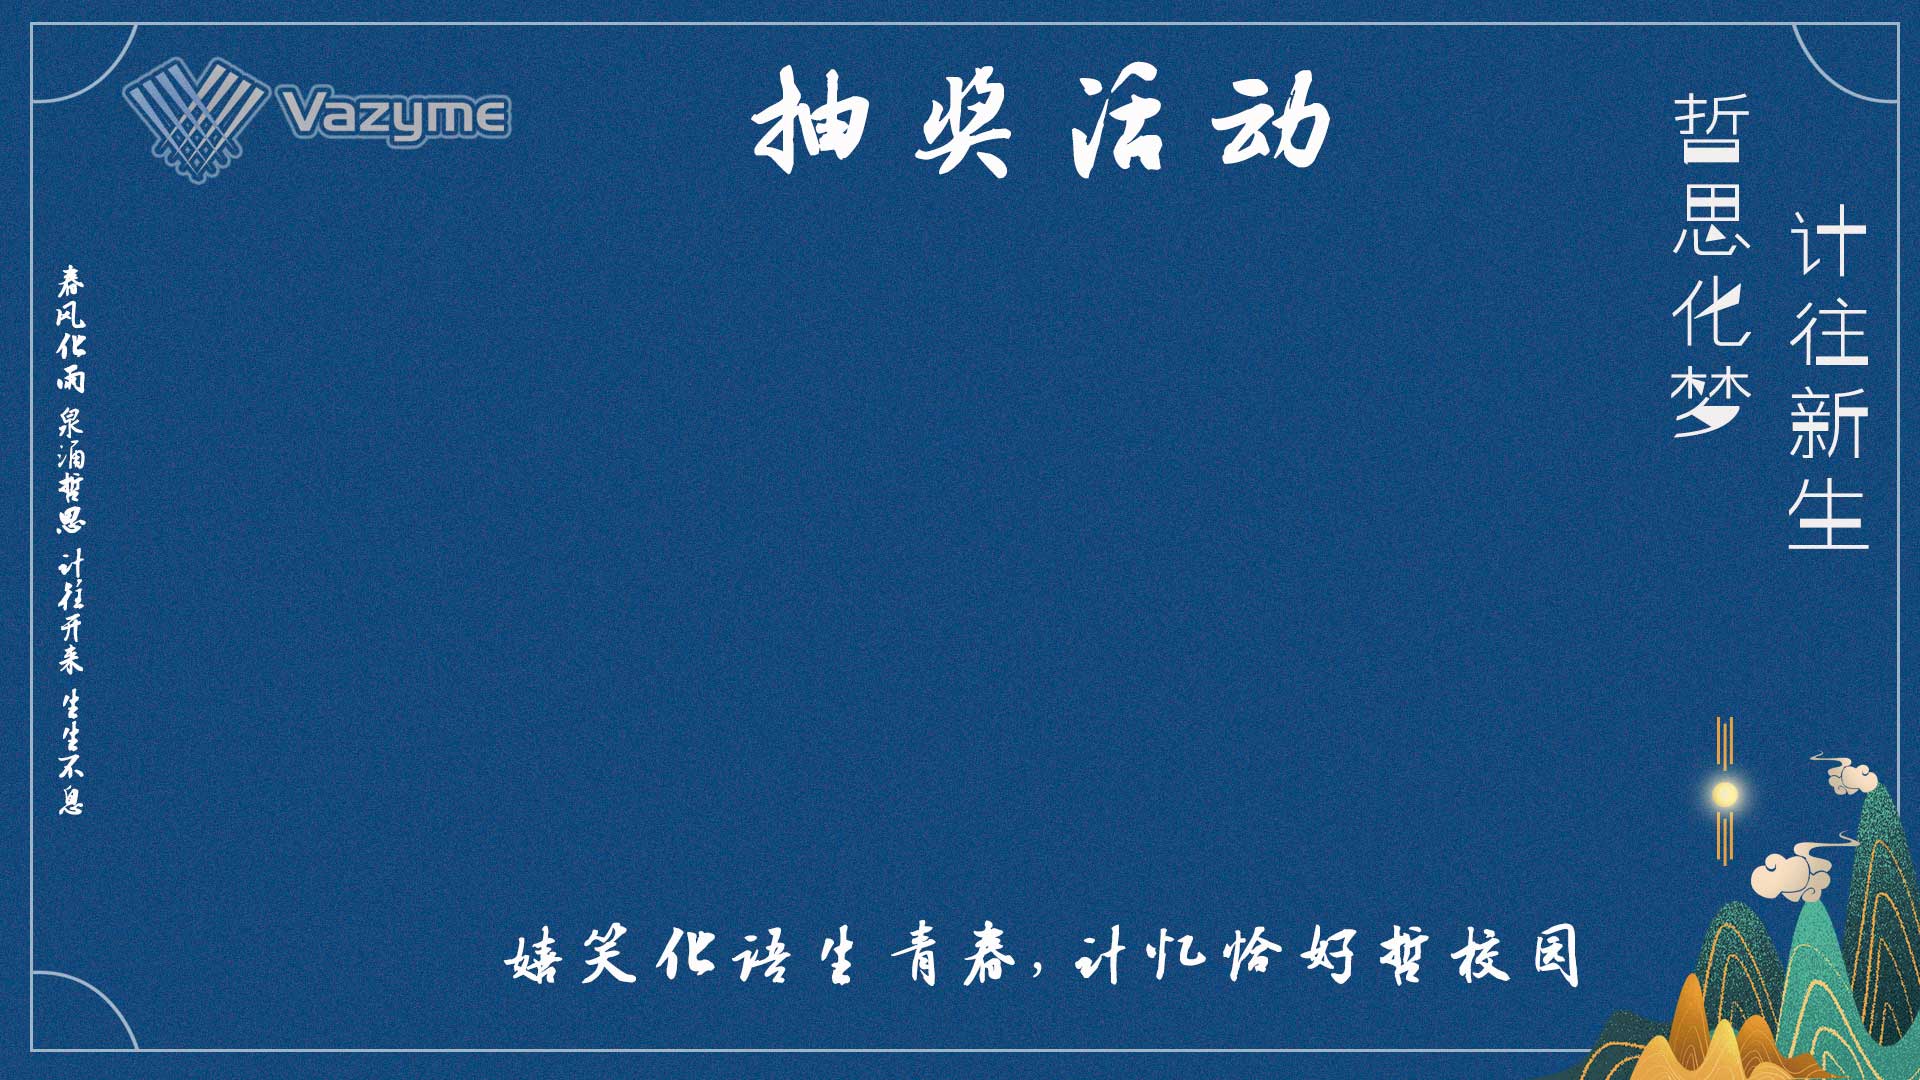 Vazyme
抽奖活动
哲思化梦
计往新生
春风化雨 泉涌哲思 计往开来 生生不息
嬉笑化语生青春,计忆恰好哲校园